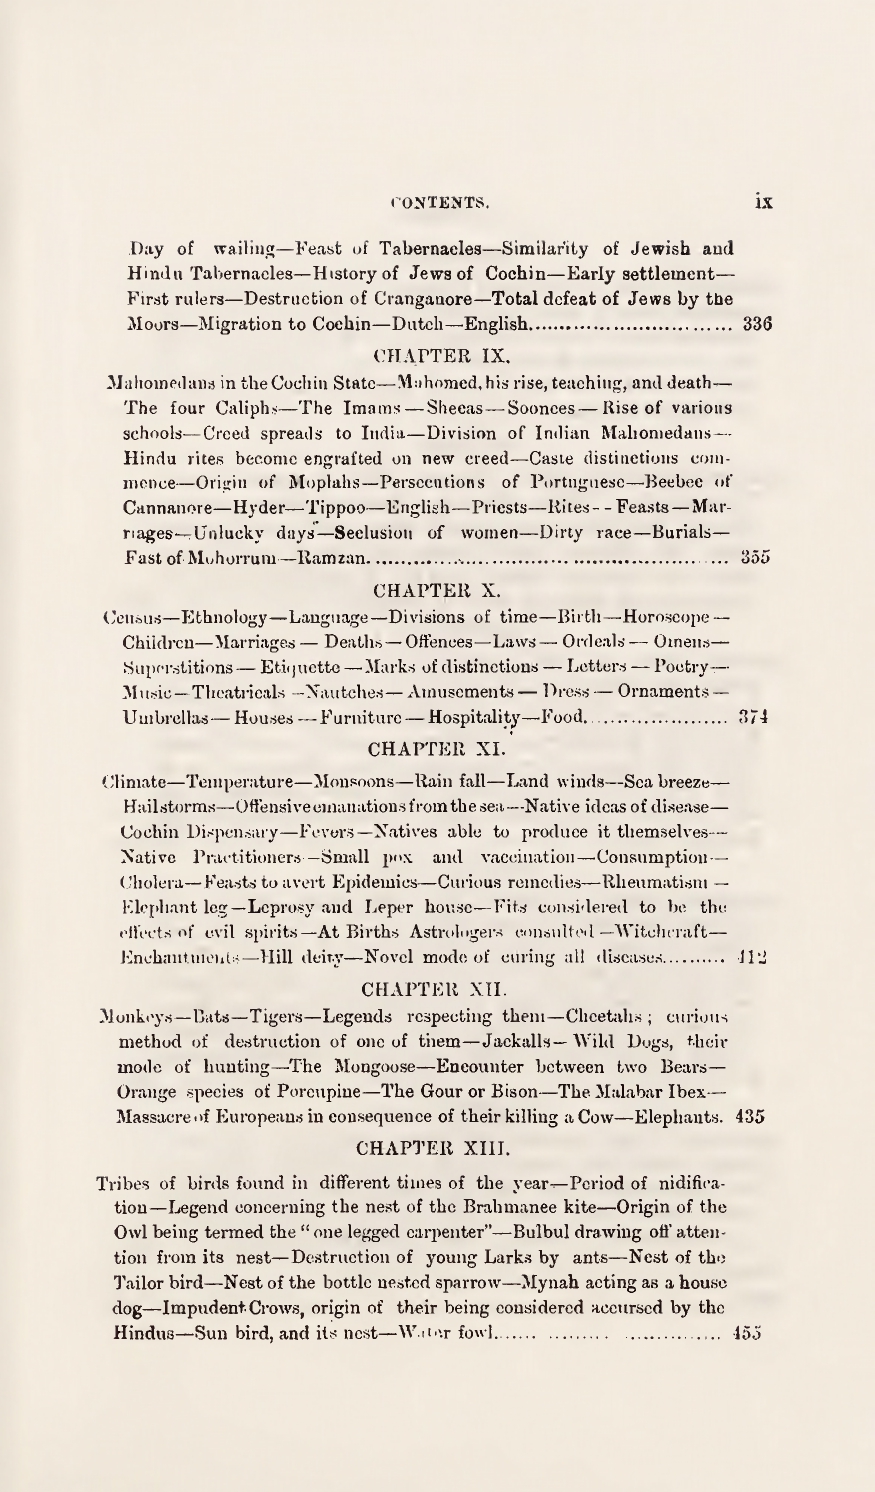 CONTENTS. ix
Day of wailing—Feast of Tabernacles—Similarity of Jewish and
Hindu Tabernacles—History of Jews of Cochin—Early settlement—
First rulers—Destruction of Cranganore—Total defeat of Jews by the
Moors—Migration to Cochin—Dutch—English.............................. 336
CHAPTER IX.
Mahomedans in the Cochin State—Mahomed, his rise, teaching, and death—
The four Caliphs—The Imams—Sheeas—Soonees—Rise of various
schools—Creed spreads to India—Division of Indian Mahomedans—
Hindu rites become engrafted on new creed—Caste distinctions com-
mence—Origin of Moplahs—Persecutions of Portuguese—Beebee of
Cannanore—Hyder—Tippoo—English—Priests—Rites--Feasts—Mar-
riages—Unlucky days—Seclusion of women—Dirty race—Burials—
Fast of Mohorrum—Ramzan................................................... 355
CHAPTER X.
Census—Ethnology—Language—Divisions of time—Birth—Horoscope—
Children—Marriages—Deaths—Offences—Laws—Ordeals—Omens—
Superstitions—Etiquette—Marks of distinctions—Letters—Poetry—
Music—Theatricals—Nautches—Amusements—Dress—Ornaments—
Umbrellas—Houses—Furniture—Hospitality—Food..................... 374
CHAPTER XI.
Climate—Temperature—Monsoons—Rain fall—Land winds—Sea breeze—
Hailstorms—Offensive emanations from the sea—Native ideas of disease—
Cochin Dispensary—Fevers—Natives able to produce it themselves—
Native Practitioners—Small pox and vaccination—Consumption—
Cholera—Feasts to avert Epidemics—Curious remedies—Rheumatism—
Elephant leg—Leprosy and Leper house—Fits considered to be the
effects of evil spirits—At Births Astrologers consulted—Witchcraft—
Enchantments—Hill deity—Novel mode of curing all diseases.......... 412
CHAPTER XII.
Monkeys—Bats—Tigers—Legends respecting them—Cheetahs; curious
method of destruction of one of them—Jackalls—Wild Dogs, their
mode of hunting—The Mongoose—Encounter between two Bears—
Orange species of Porcupine—The Gour or Bison—The Malabar Ibex—
Massacre of Europeans in consequence of their killing a Cow—Elephants. 435
CHAPTER XIII.
Tribes of birds found in different times of the year—Period of nidifica-
tion—Legend concerning the nest of the Brahmanee kite—Origin of the
Owl being termed the “one legged carpenter”—Bulbul drawing off atten-
tion from its nest—Destruction of young Larks by ants—Nest of the
Tailor bird—Nest of the bottle nested sparrow—Mynah acting as a house
dog—Impudent Crows, origin of their being considered accursed by the
Hindus—Sun bird, and its nest—Water fowl............................... 455